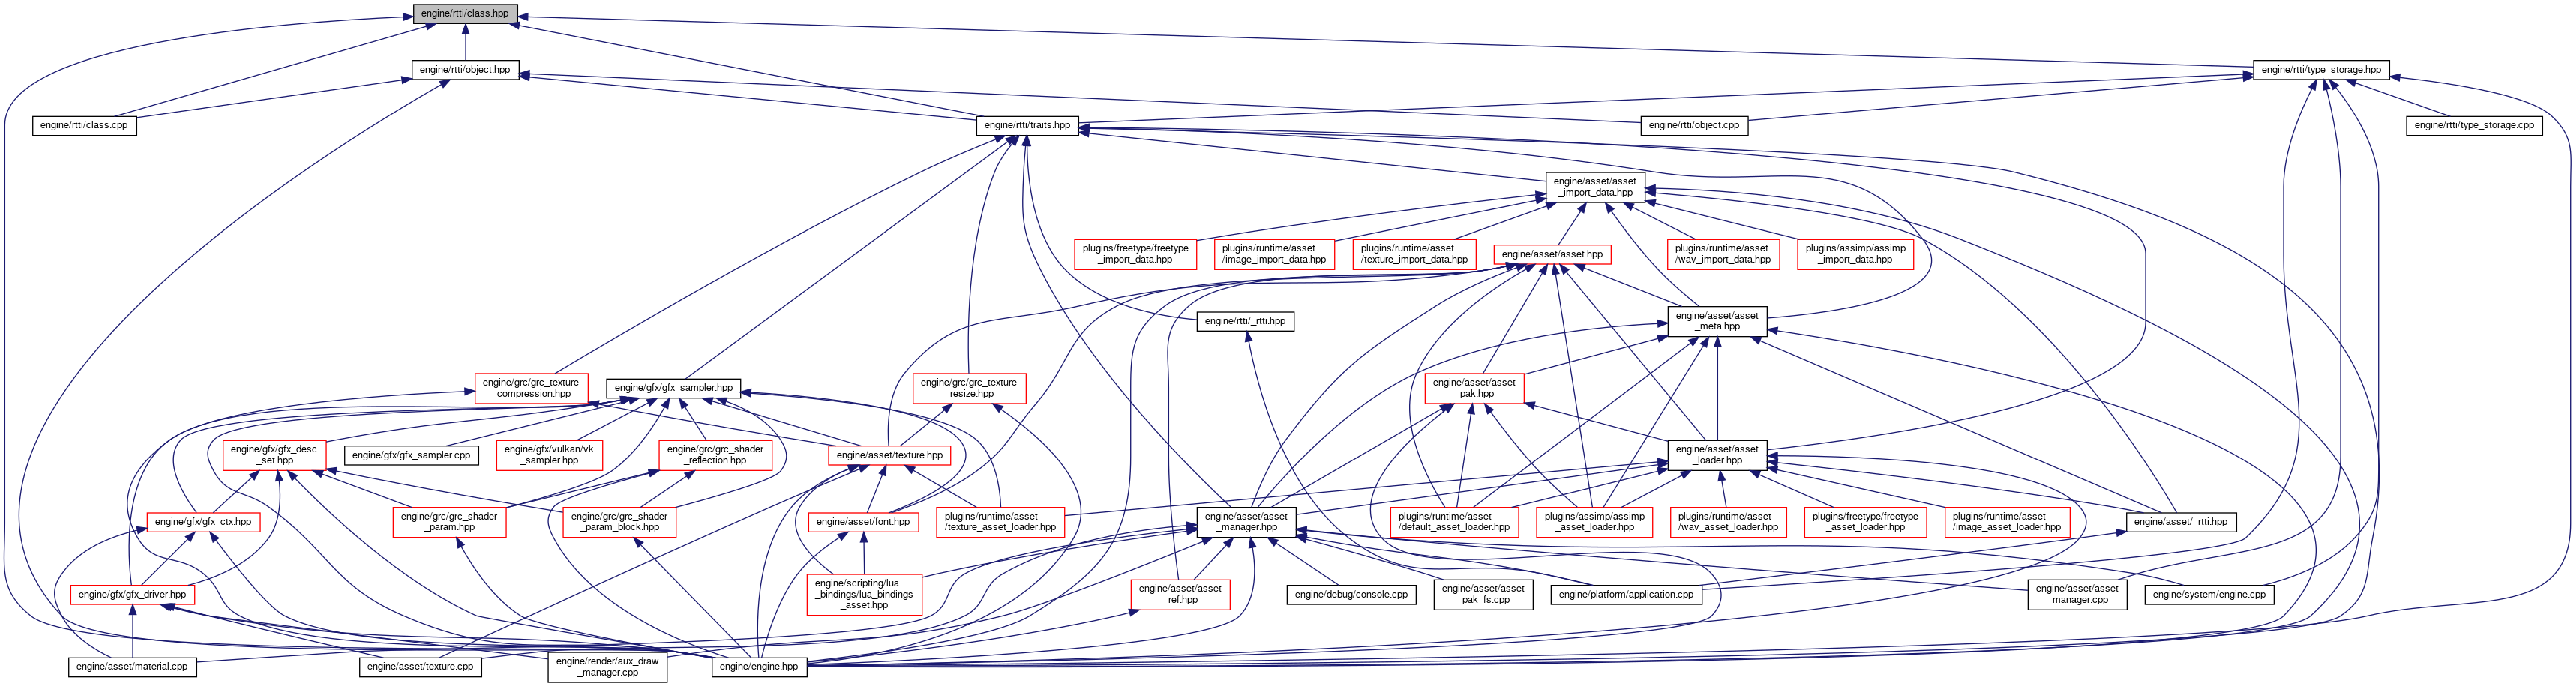 engine/rtti/class.hpp
engine/rtti/object.hpp
engine/rtti/type_storage.hpp
engine/rtti/class.cpp
engine/rtti/traits.hpp
engine/rtti/object.cpp
engine/rtti/type_storage.cpp
engine/asset/asset
_import_data.hpp
plugins/freetype/freetype
_import_data.hpp
plugins/runtime/asset
/image_import_data.hpp
plugins/runtime/asset
/texture_import_data.hpp
engine/asset/asset.hpp
plugins/runtime/asset
/wav_import_data.hpp
plugins/assimp/assimp
_import_data.hpp
engine/rtti/_rtti.hpp
engine/asset/asset
_meta.hpp
engine/grc/grc_texture
_compression.hpp
engine/gfx/gfx_sampler.hpp
engine/grc/grc_texture
_resize.hpp
engine/asset/asset
_pak.hpp
engine/gfx/gfx_desc
_set.hpp
engine/gfx/gfx_sampler.cpp
engine/gfx/vulkan/vk
_sampler.hpp
engine/grc/grc_shader
_reflection.hpp
engine/asset/texture.hpp
engine/asset/asset
_loader.hpp
engine/gfx/gfx_ctx.hpp
engine/grc/grc_shader
_param.hpp
engine/grc/grc_shader
_param_block.hpp
engine/asset/font.hpp
plugins/runtime/asset
/texture_asset_loader.hpp
engine/asset/asset
_manager.hpp
plugins/runtime/asset
/default_asset_loader.hpp
plugins/assimp/assimp
_asset_loader.hpp
plugins/runtime/asset
/wav_asset_loader.hpp
plugins/freetype/freetype
_asset_loader.hpp
plugins/runtime/asset
/image_asset_loader.hpp
engine/asset/_rtti.hpp
engine/gfx/gfx_driver.hpp
engine/scripting/lua
_bindings/lua_bindings
_asset.hpp
engine/asset/asset
_ref.hpp
engine/debug/console.cpp
engine/asset/asset
_pak_fs.cpp
engine/platform/application.cpp
engine/asset/asset
_manager.cpp
engine/system/engine.cpp
engine/asset/material.cpp
engine/asset/texture.cpp
engine/render/aux_draw
_manager.cpp
engine/engine.hpp